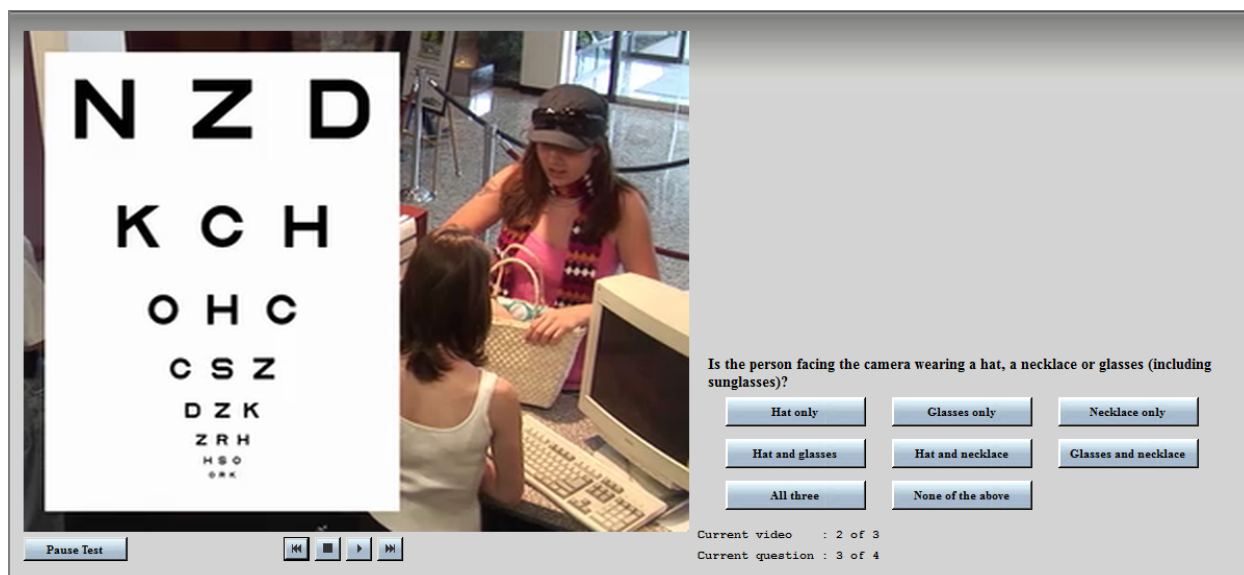 N Z D
K C H
O H C
C S Z
D Z K
Z R H
H S O
O R K
Is the person facing the camera wearing a hat, a necklace or glasses (including
sunglasses)?
Hat only
Glasses only
Necklace only
Hat and glasses
Hat and necklace
Glasses and necklace
All three
None of the above
Pause Test
Current video : 2 of 3
Current question : 3 of 4